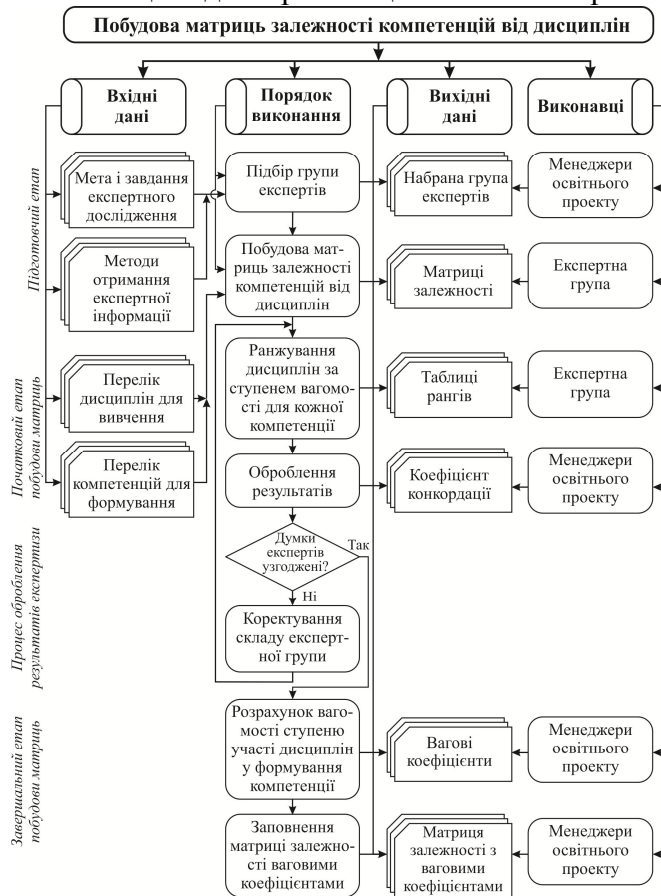 Побудова матриць залежності компетенцій від дисциплін
Вхідні
дані
Порядок
виконання
Вихідні
дані
Виконавці
Підготовчий етап
Мета і завдання
експертного
дослідження
Підбір групи
експертів
Набрана група
експертів
Менеджери
освітнього
проекту
Методи
отримання
експертної
інформації
Побудова мат-
риць залежності
компетенцій від
дисциплін
Матриці
залежності
Експертна
група
Початковий етап
побудови матриць
Перелік
дисциплін для
вивчення
Ранжування
дисциплін за
ступенем вагомо-
сті для кожної
компетенції
Таблиці
рангів
Експертна
група
Перелік
компетенцій для
формування
Оброблення
результатів
Коефіцієнт
конкордації
Менеджери
освітнього
проекту
Процес оброблення
результатів експертизи
Думки
експертів
узгоджені?
Так
Ні
Коректування
складу експерт-
ної групи
Завершальний етап
побудови матриць
Розрахунок ваго-
мості ступеню
участі дисциплін
у формування
компетенції
Вагові
коефіцієнти
Менеджери
освітнього
проекту
Заповнення
матриці залежно-
сті ваговими
коефіцієнтами
Матриця
залежності з
ваговими
коефіцієнтами
Менеджери
освітнього
проекту